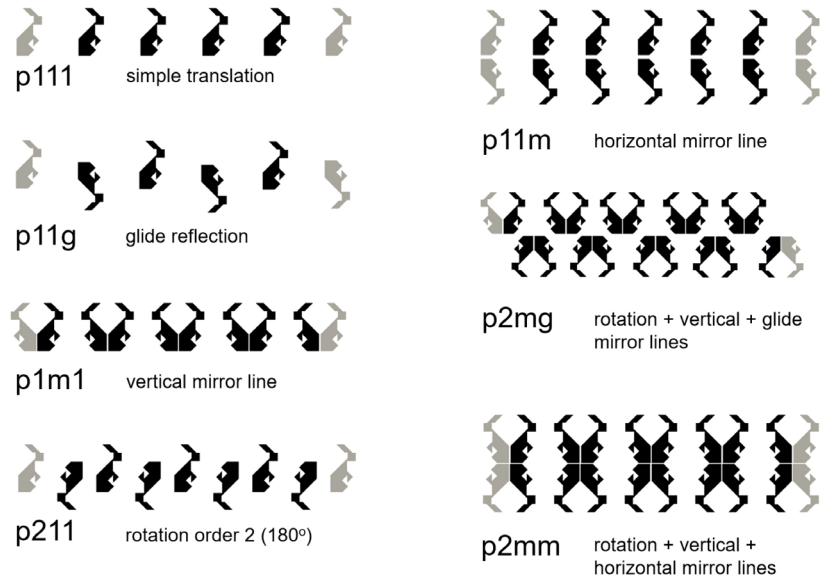 p111 simple translation
p11g glide reflection
p1m1 vertical mirror line
p211 rotation order 2 (180º)
p11m horizontal mirror line
p2mg rotation + vertical + glide
mirror lines
p2mm rotation + vertical +
horizontal mirror lines